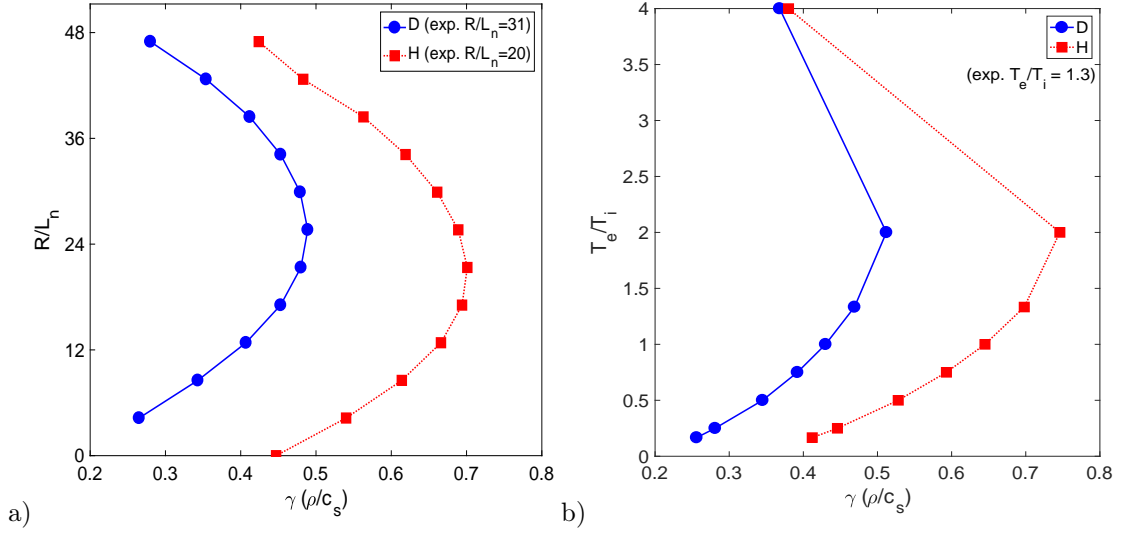 D (exp. R/L_n=31)
H (exp. R/L_n=20)
48
36
24
12
0
R/L_n
0.2 0.3 0.4 0.5 0.6 0.7 0.8
γ (ρ/c_s)
a)
D
H
(exp. T_e/T_i = 1.3)
4
3.5
3
2.5
2
1.5
1
0.5
0
T_e/T_i
0.2 0.3 0.4 0.5 0.6 0.7 0.8
γ (ρ/c_s)
b)